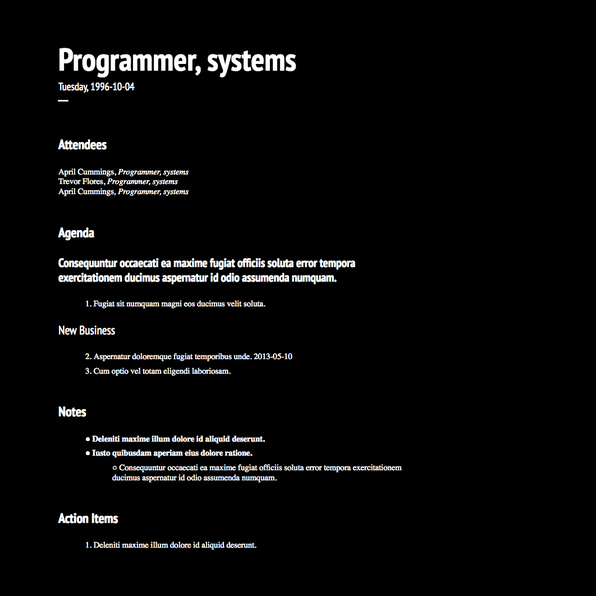 Programmer, systems
Tuesday, 1996-10-04
—
Attendees
April Cummings, Programmer, systems
Trevor Flores, Programmer, systems
April Cummings, Programmer, systems
Agenda
Consequuntur occaecati ea maxime fugiat officiis soluta error tempora
exercitationem ducimus aspernatur id odio assumenda numquam.
1. Fugiat sit numquam magni eos ducimus velit soluta.
New Business
2. Aspernatur doloremque fugiat temporibus unde. 2013-05-10
3. Cum optio vel totam eligendi laboriosam.
Notes
● Deleniti maxime illum dolore id aliquid deserunt.
● Iusto quibusdam aperiam eius dolore ratione.
○ Consequuntur occaecati ea maxime fugiat officiis soluta error tempora exercitationem
ducimus aspernatur id odio assumenda numquam.
Action Items
1. Deleniti maxime illum dolore id aliquid deserunt.